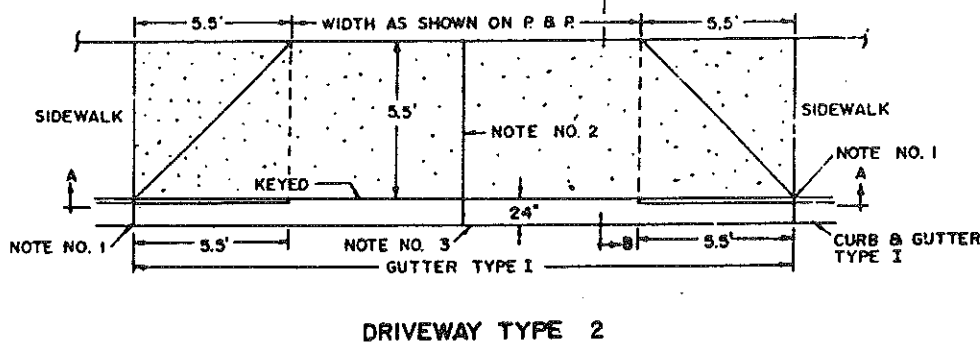 5.5' WIDTH AS SHOWN ON P. & P. 5.5'
SIDEWALK
5.5'
SIDEWALK
NOTE NO. 2
NOTE NO. 1
A
KEYED
A
24"
NOTE NO. 1
5.5'
NOTE NO. 3
B
5.5'
CURB & GUTTER
TYPE I
GUTTER TYPE I
DRIVEWAY TYPE 2